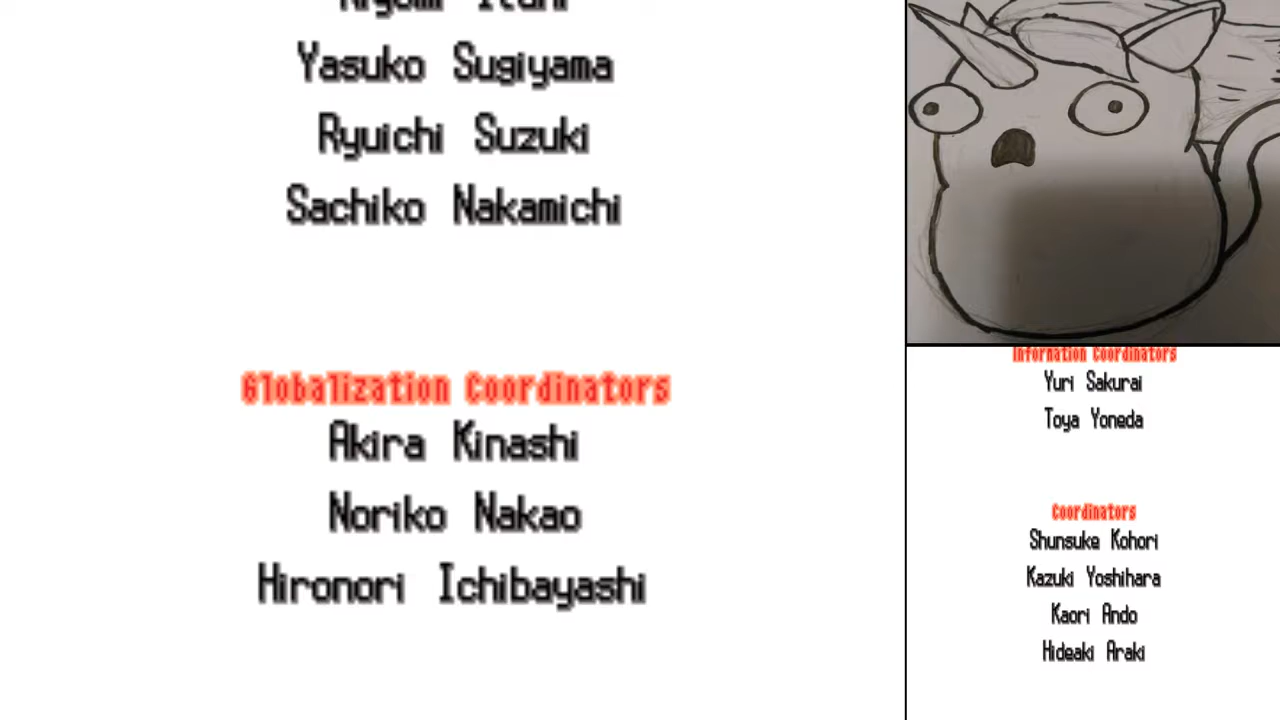 Yasuko Sugiyama
Ryuichi Suzuki
Sachiko Nakamichi
Globalization Coordinators
Akira Kinashi
Noriko Nakao
Hironori Ichibayashi
Information Coordinators
Yuri Sakurai
Toya Yoneda
Coordinators
Shunsuke Kohori
Kazuki Yoshihara
Kaori Ando
Hideaki Araki